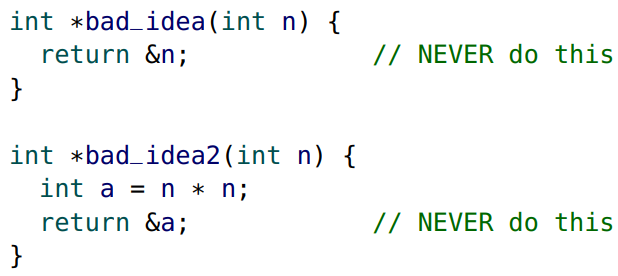 int *bad_idea(int n) {
  return &n;            // NEVER do this
}

int *bad_idea2(int n) {
  int a = n * n;
  return &a;            // NEVER do this
}